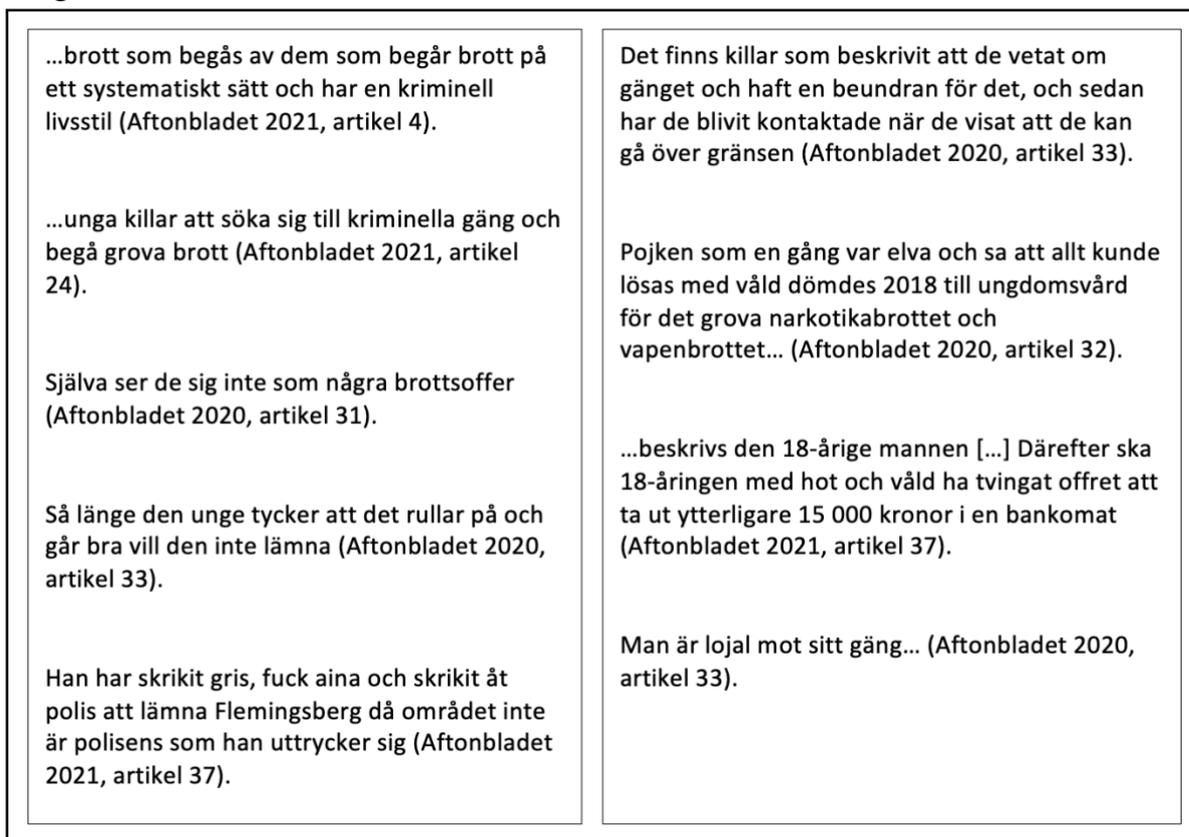 ...brott som begås av dem som begår brott på
ett systematiskt sätt och har en kriminell
livsstil (Aftonbladet 2021, artikel 4).
...unga killar att söka sig till kriminella gäng och
begå grova brott (Aftonbladet 2021, artikel
24).
Själva ser de sig inte som några brottsoffer
(Aftonbladet 2020, artikel 31).
Så länge den unge tycker att det rullar på och
går bra vill den inte lämna (Aftonbladet 2020,
artikel 33).
Han har skrikit gris, fuck aina och skrikit åt
polis att lämna Flemingsberg då området inte
är polisens som han uttrycker sig (Aftonbladet
2021, artikel 37).
Det finns killar som beskrivit att de vetat om
gänget och haft en beundran för det, och sedan
har de blivit kontaktade när de visat att de kan
gå över gränsen (Aftonbladet 2020, artikel 33).
Pojken som en gång var elva och sa att allt kunde
lösas med våld dömdes 2018 till ungdomsvård
för det grova narkotikabrottet och
vapenbrottet... (Aftonbladet 2020, artikel 32).
...beskrivs den 18-årige mannen [...] Därefter ska
18-åringen med hot och våld ha tvingat offret att
ta ut ytterligare 15 000 kronor i en bankomat
(Aftonbladet 2021, artikel 37).
Man är lojal mot sitt gäng... (Aftonbladet 2020,
artikel 33).